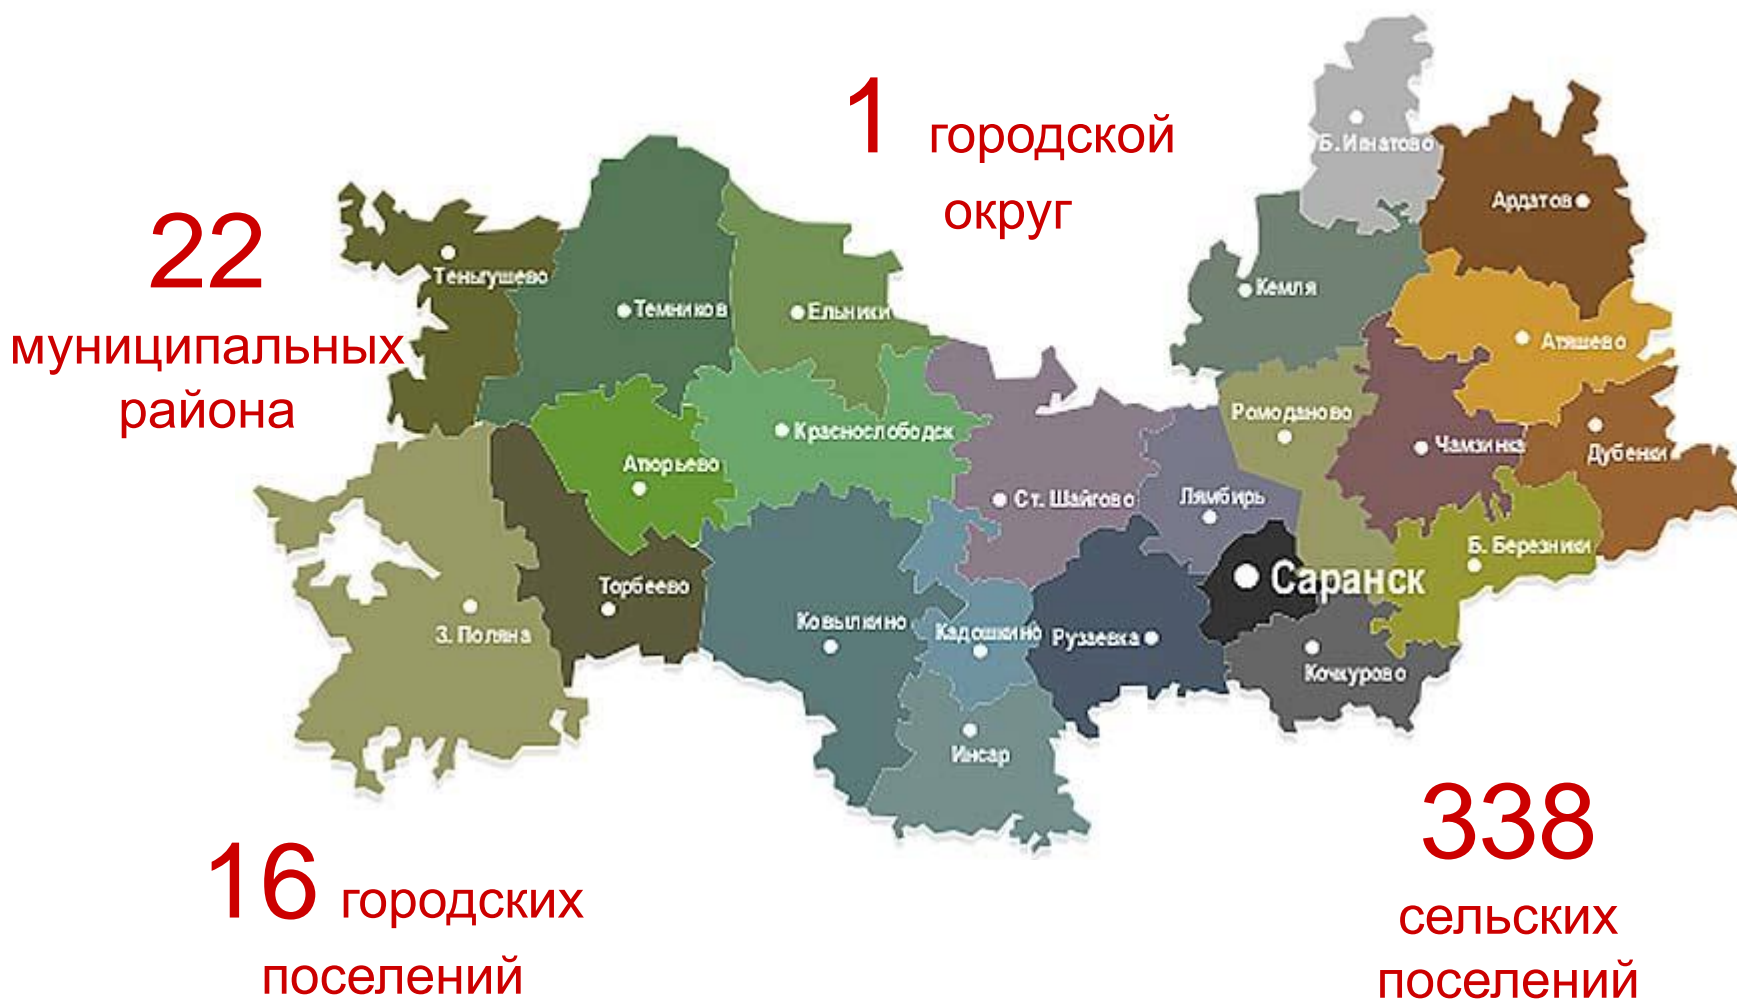 1 городской
округ
22
муниципальных
района
Б. Игнатово
Ардатов
Теньгушево
Темников
Ельники
Кемля
Атяшево
Ромоданово
Краснослободск
Чамзинка
Дубенки
Атюрьево
Ст. Шайгово
Лямбирь
Б. Березники
Саранск
Торбеево
З. Поляна
Ковылкино
Кадошкино
Рузаевка
Кочкурово
Инсар
16 городских
поселений
338
сельских
поселений